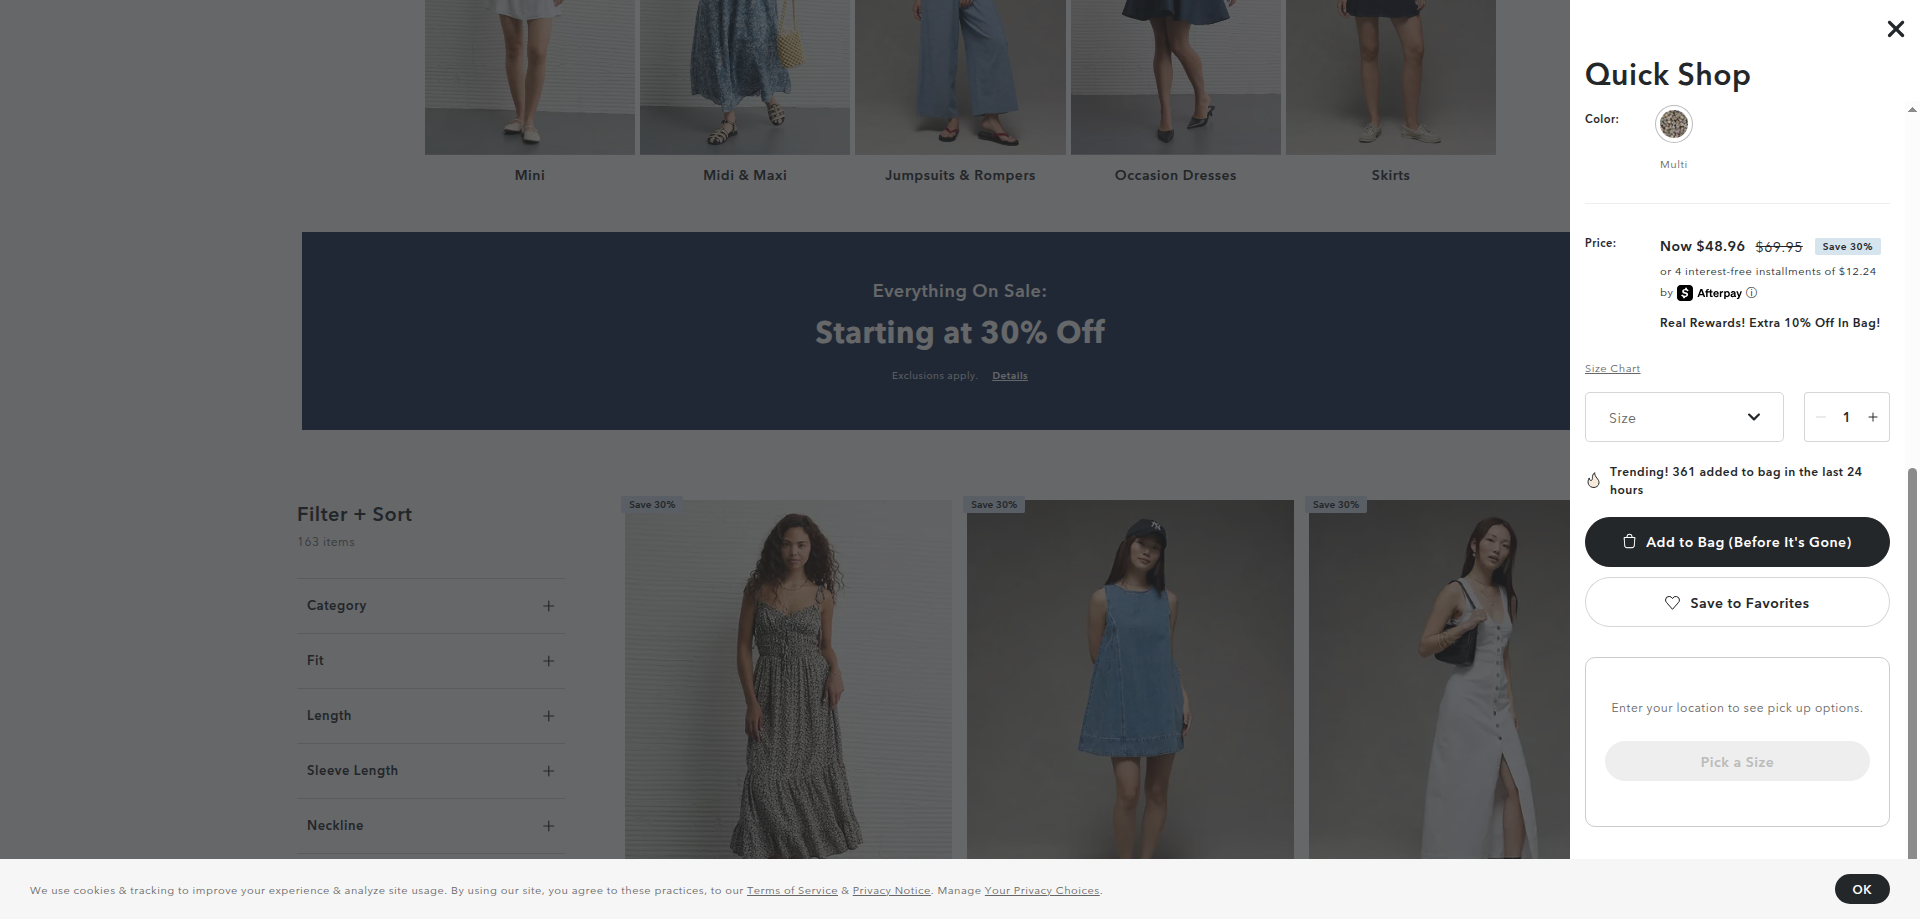 Mini
Midi & Maxi
Jumpsuits & Rompers
Occasion Dresses
Skirts
Everything On Sale:
Starting at 30% Off
Exclusions apply. Details
Filter + Sort
163 items
Category
Fit
Length
Sleeve Length
Neckline
Save 30%
Save 30%
Save 30%
Quick Shop
Color:
Multi
Price:
Now $48.96 $69.95 Save 30%
or 4 interest-free installments of $12.24
by Afterpay
Real Rewards! Extra 10% Off In Bag!
Size Chart
Size
1
Trending! 361 added to bag in the last 24
hours
Add to Bag (Before It's Gone)
Save to Favorites
Enter your location to see pick up options.
Pick a Size
We use cookies & tracking to improve your experience & analyze site usage. By using our site, you agree to these practices, to our Terms of Service & Privacy Notice. Manage Your Privacy Choices.
OK